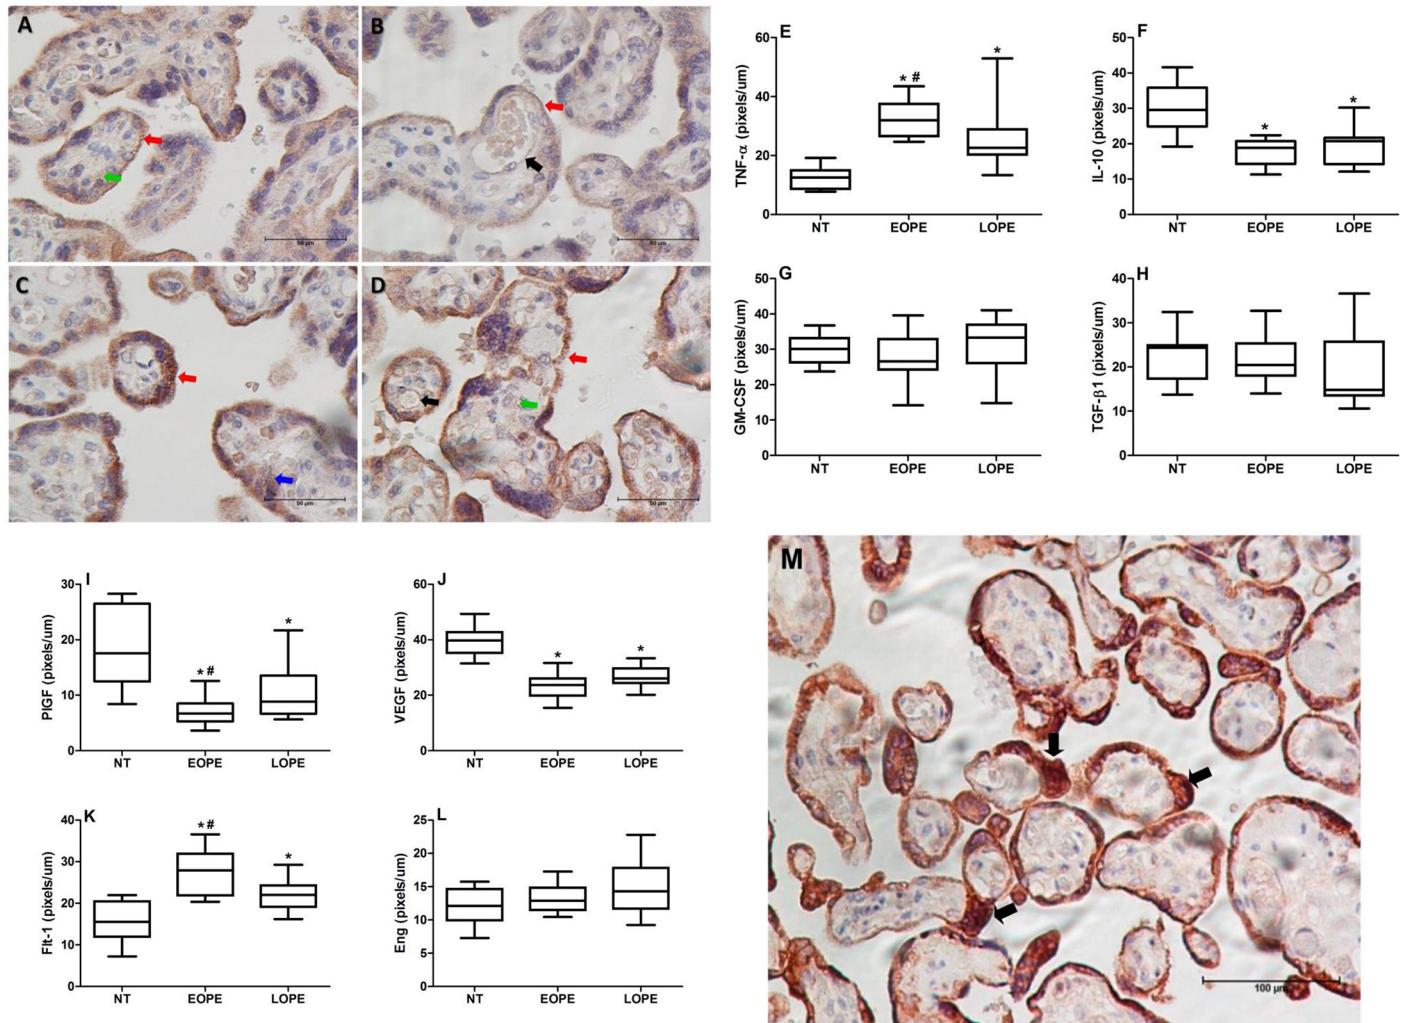 A
B
50 µm
50 µm
C
D
50 µm
50 µm
E
TNF-α (pixels/um)
60
40
20
0
* #
*
NT EOPE LOPE
F
IL-10 (pixels/um)
50
40
30
20
10
0
*
*
NT EOPE LOPE
G
GM-CSF (pixels/um)
50
40
30
20
10
0
NT EOPE LOPE
H
TGF-β1 (pixels/um)
40
30
20
10
0
NT EOPE LOPE
I
PlGF (pixels/um)
30
20
10
0
*#
*
NT EOPE LOPE
J
VEGF (pixels/um)
60
40
20
0
*
*
NT EOPE LOPE
K
Flt-1 (pixels/um)
40
30
20
10
0
*#
*
NT EOPE LOPE
L
Eng (pixels/um)
25
20
15
10
5
0
NT EOPE LOPE
M
100 µm